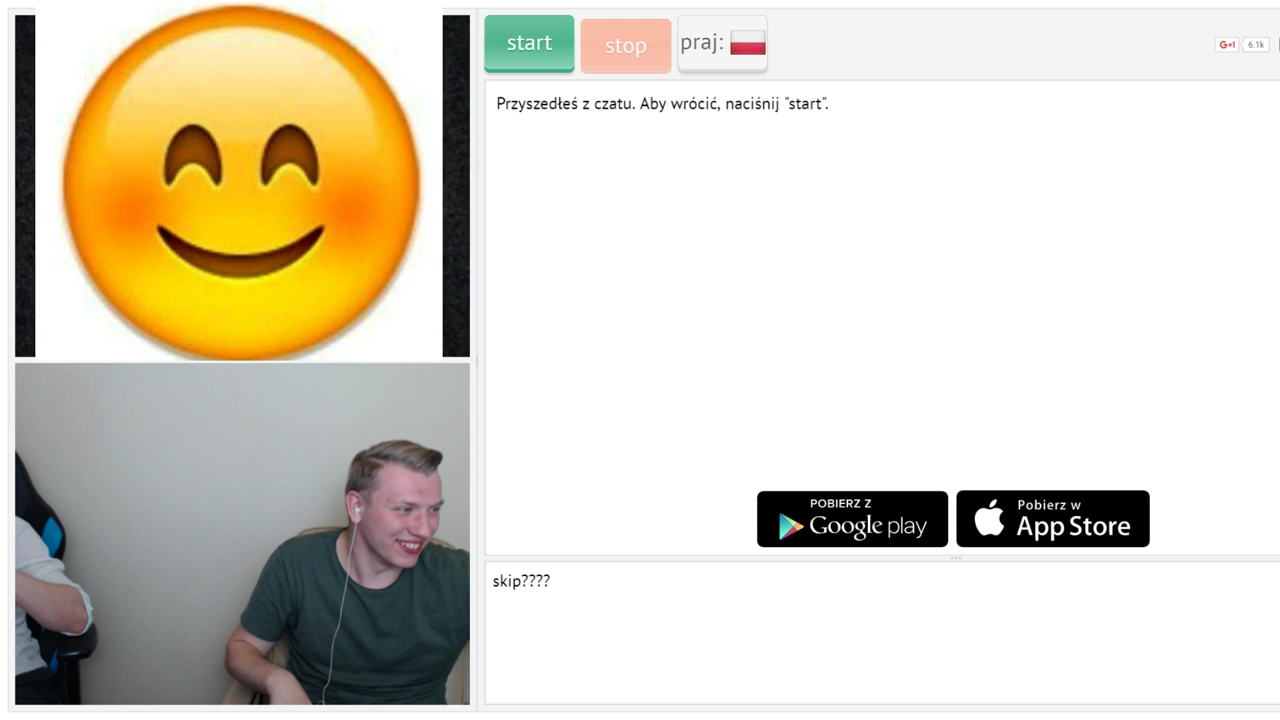 start
stop
praj:
G+1
6.1k
Przyszedłeś z czatu. Aby wrócić, naciśnij "start".
POBIERZ Z
Google play
Pobierz w
App Store
skip????